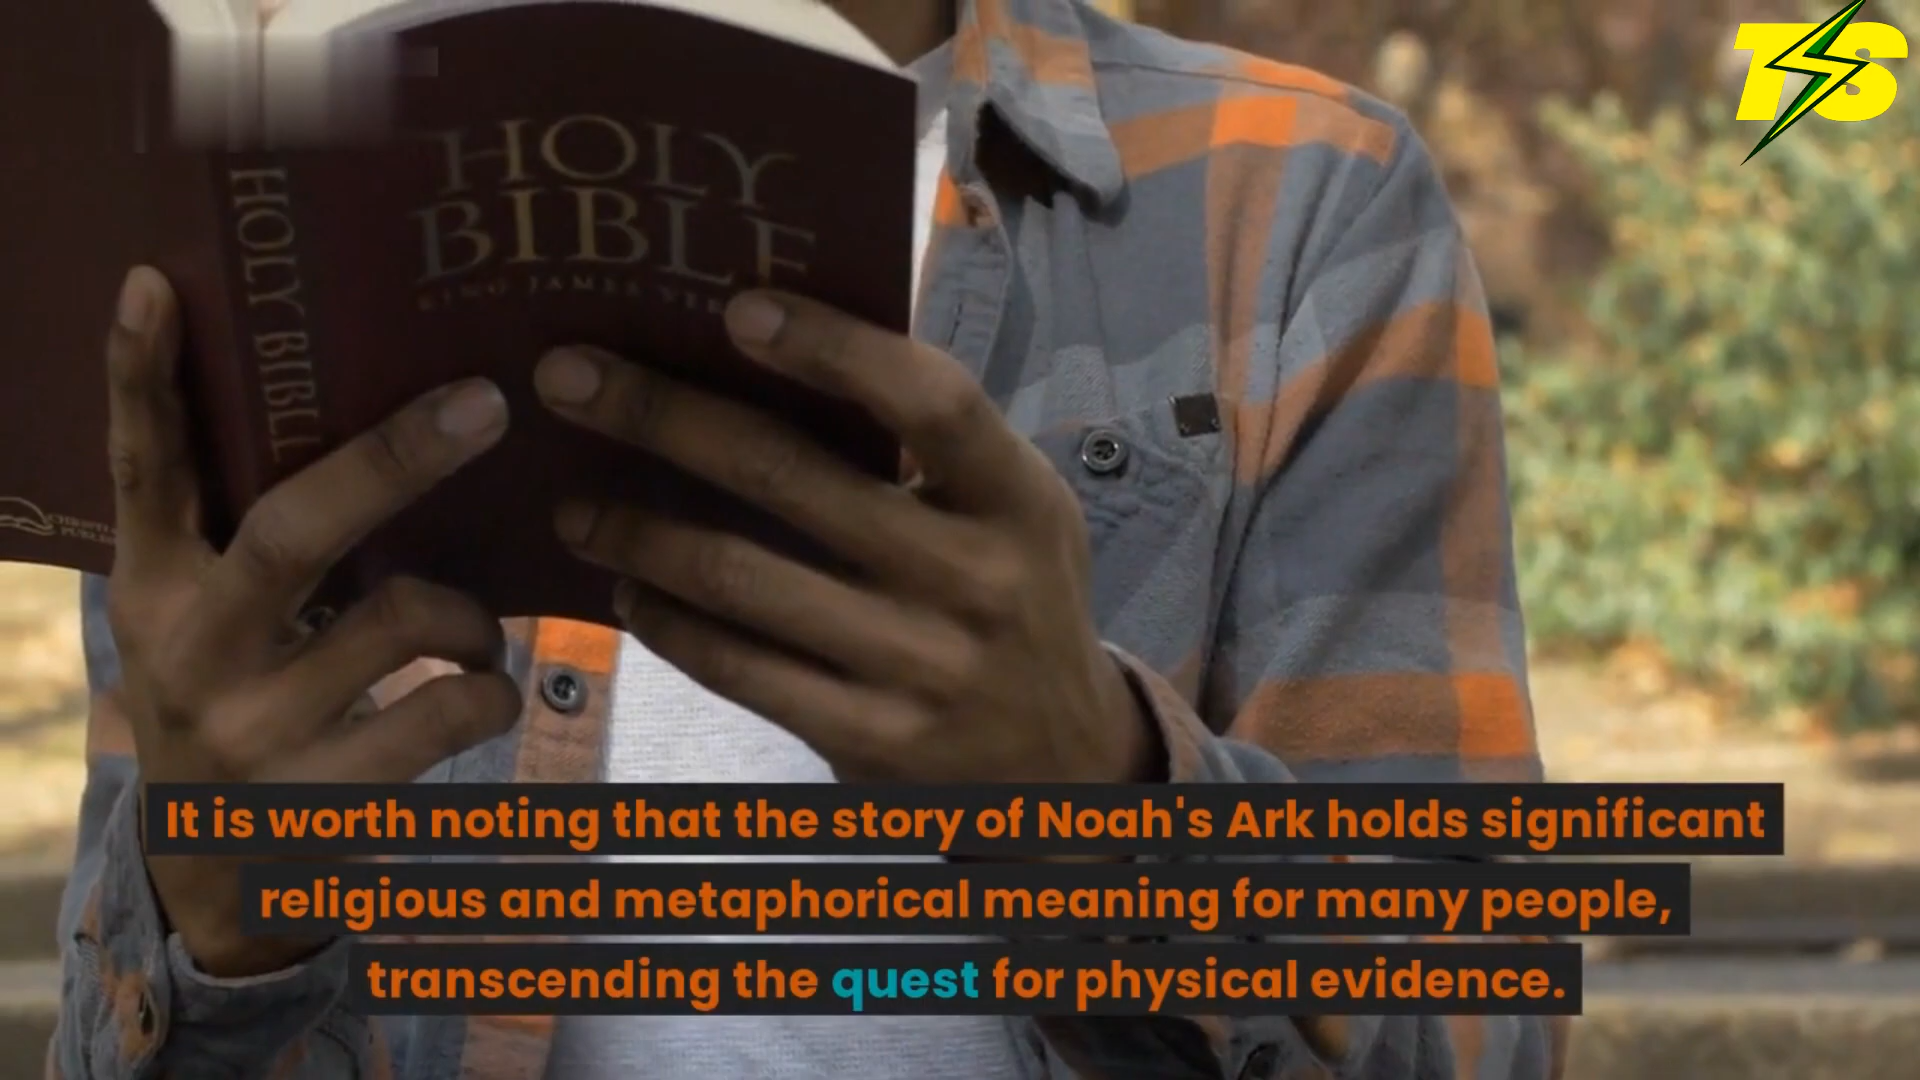 TS
HOLY
BIBLE
KING JAMES
HOLY BIBLE
It is worth noting that the story of Noah's Ark holds significant
religious and metaphorical meaning for many people,
transcending the quest for physical evidence.